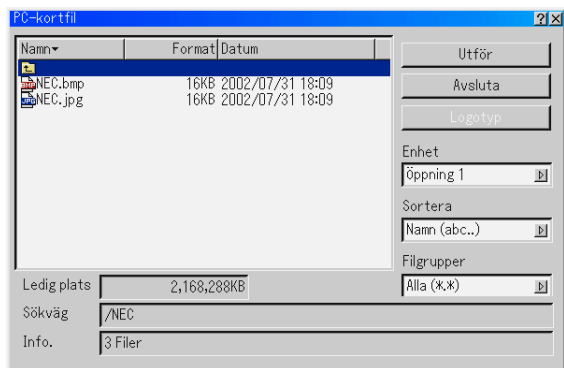 PC-kortfil
Namn Format Datum
NEC.bmp 16KB 2002/07/31 18:09
NEC.jpg 16KB 2002/07/31 18:09
Utför
Avsluta
Logotyp
Enhet
Öppning 1
Sortera
Namn (abc..)
Filgrupper
Alla (*.*)
Ledig plats 2,168,288KB
Sökväg /NEC
Info. 3 Filer